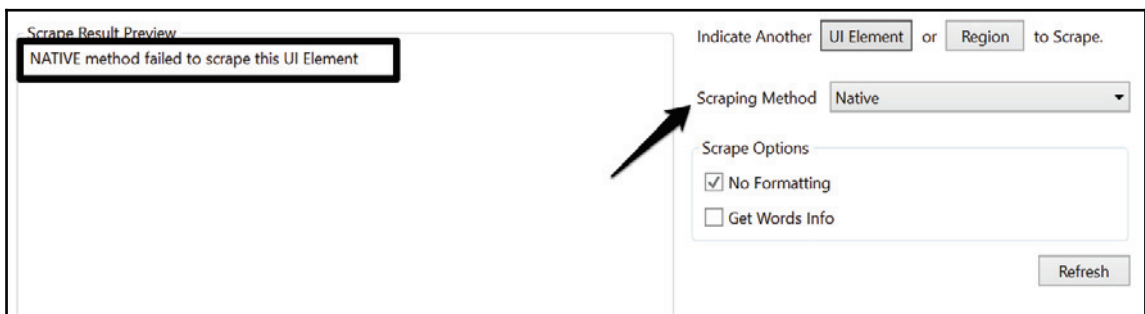 Scrape Result Preview
NATIVE method failed to scrape this UI Element
Indicate Another UI Element or Region to Scrape.
Scraping Method Native
Scrape Options
No Formatting
Get Words Info
Refresh